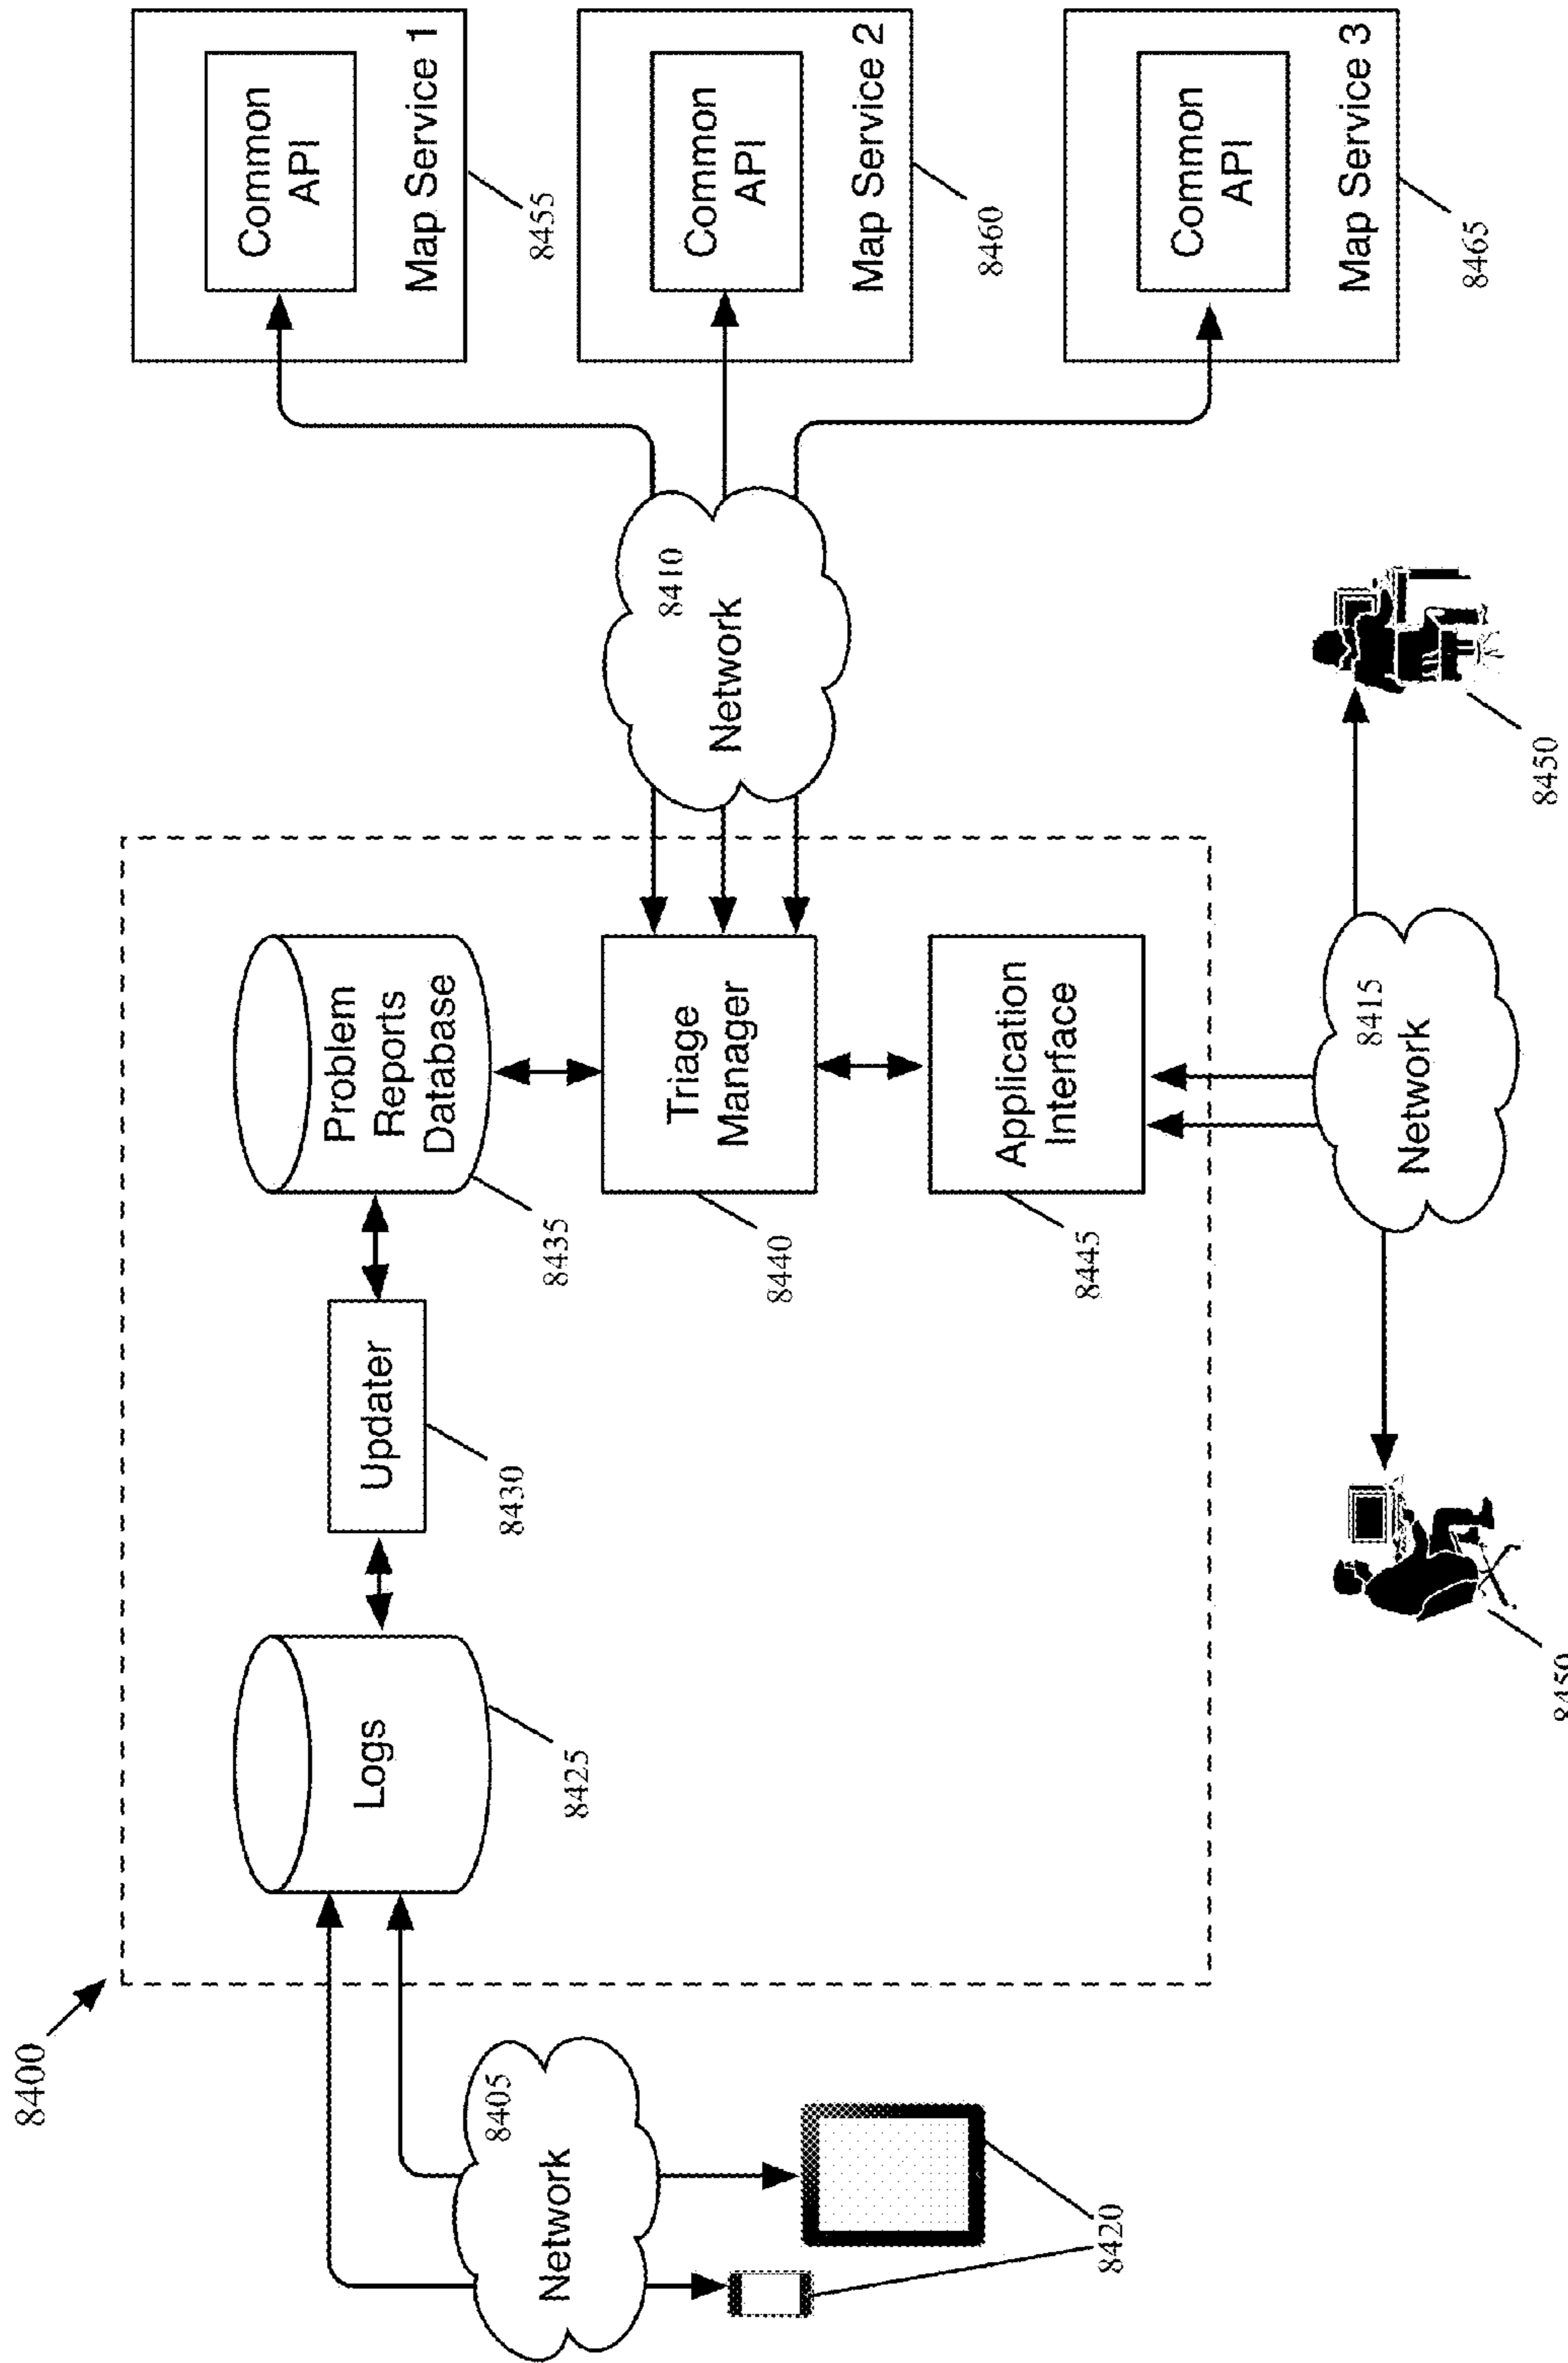 8400
Network
8405
8420
Logs
8425
Updater
8430
Problem
Reports
Database
8435
Triage
Manager
8440
Application
Interface
8445
Network
8410
Network
8415
8450
8450
Common
API
Map Service 1
8455
Common
API
Map Service 2
8460
Common
API
Map Service 3
8465